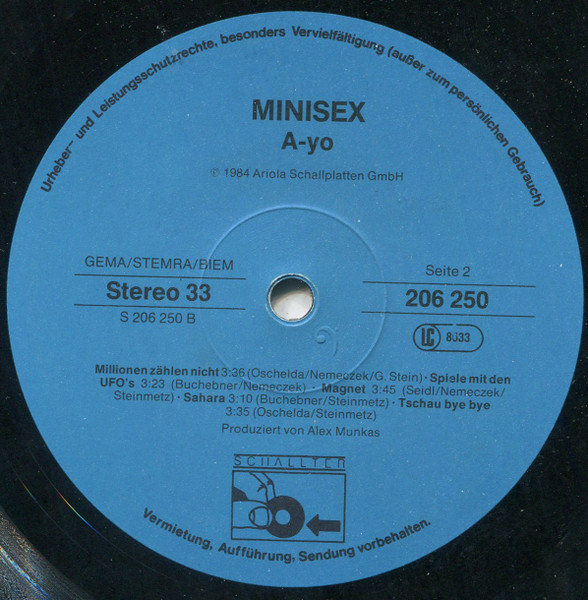 Urheber- und Leistungsschutzrechte, besonders Vervielfältigung (außer zum persönlichen Gebrauch)
MINISEX
A-yo
℗ 1984 Ariola Schallplatten GmbH
GEMA/STEMRA/BIEM
Stereo 33
S 206 250 B
Seite 2
206 250
LC 8533
Millionen zählen nicht 3:36 (Oschelda/Nemeczek/G. Stein) · Spiele mit den
UFO's 3:23 (Buchebner/Nemeczek) · Magnet 3:45 (Seidl/Nemeczek/
Steinmetz) · Sahara 3:10 (Buchebner/Steinmetz) · Tschau bye bye
3:35 (Oschelda/Steinmetz)
Produziert von Alex Munkas
SCHALLTER
Vermietung, Aufführung, Sendung vorbehalten.